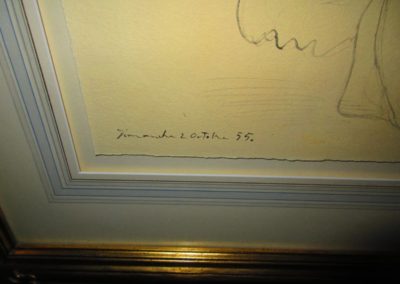 Dimanche 2 Octobre 55.